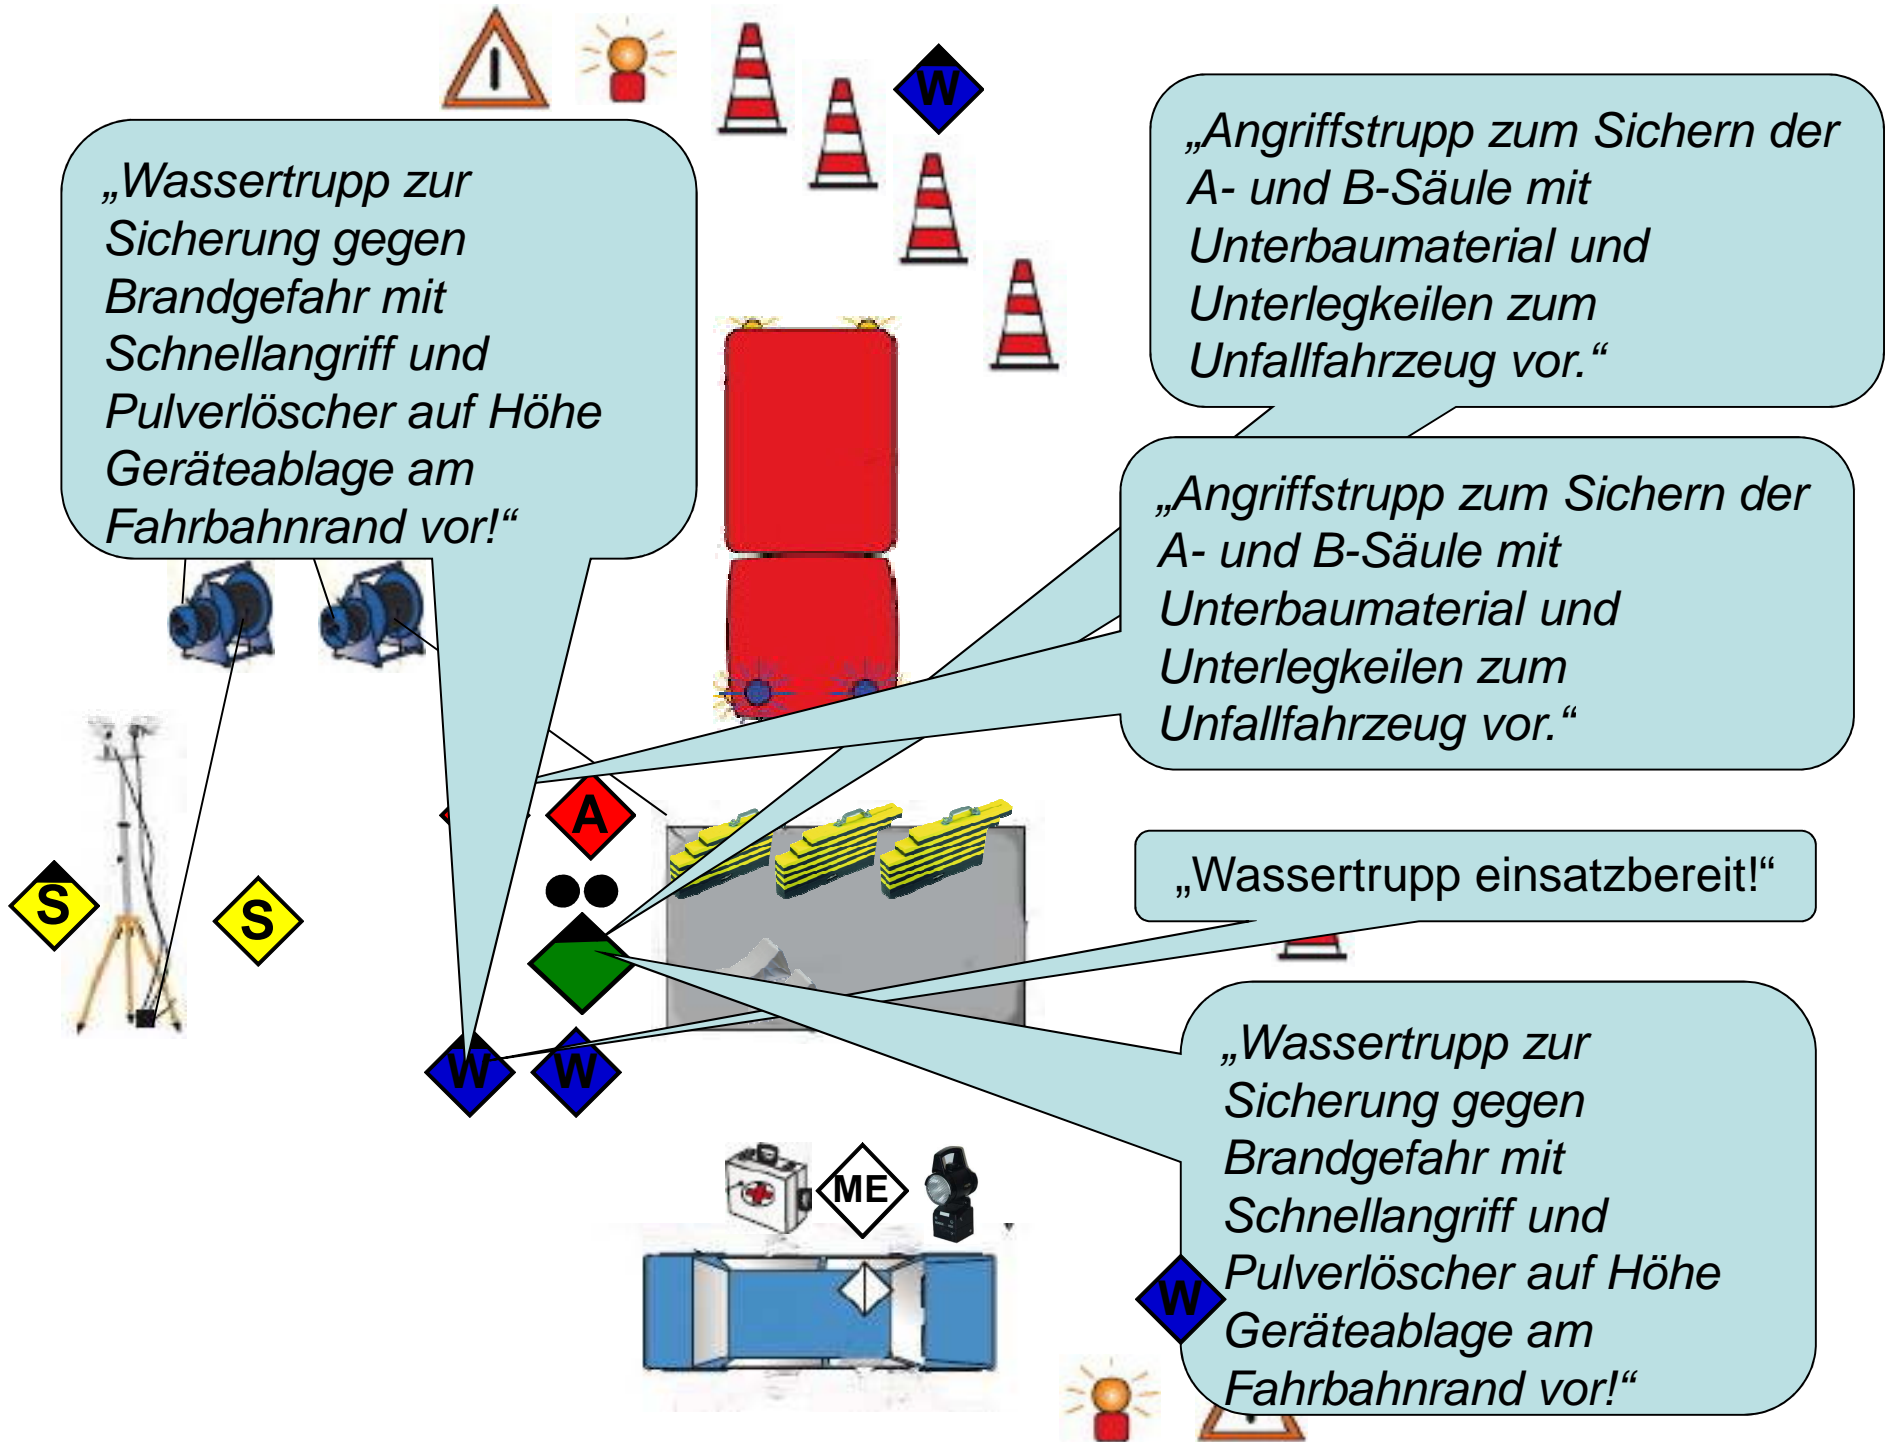 W
„Angriffstrupp zum Sichern der
A- und B-Säule mit
Unterbaumaterial und
Unterlegkeilen zum
Unfallfahrzeug vor.“
„Wassertrupp zur
Sicherung gegen
Brandgefahr mit
Schnellangriff und
Pulverlöscher auf Höhe
Geräteablage am
Fahrbahnrand vor!“
„Angriffstrupp zum Sichern der
A- und B-Säule mit
Unterbaumaterial und
Unterlegkeilen zum
Unfallfahrzeug vor.“
A
S
S
„Wassertrupp einsatzbereit!“
W
W
„Wassertrupp zur
Sicherung gegen
Brandgefahr mit
Schnellangriff und
Pulverlöscher auf Höhe
Geräteablage am
Fahrbahnrand vor!“
ME
W